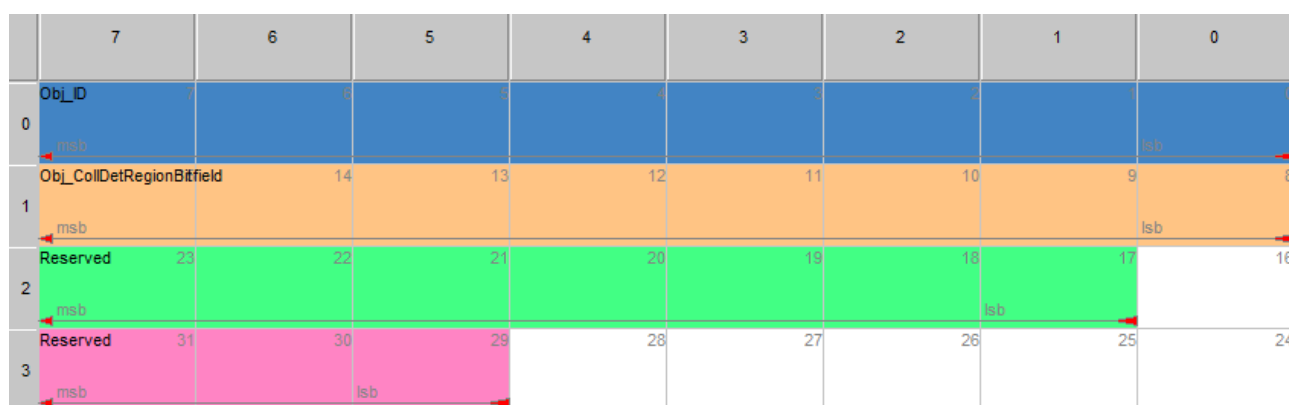 7 6 5 4 3 2 1 0
Obj_ID 7 6 5 4 3 2 1 0
0
msb lsb
Obj_CollDetRegionBitfield 14 13 12 11 10 9 8
1
msb lsb
Reserved 23 22 21 20 19 18 17 16
2
msb lsb
Reserved 31 30 29 28 27 26 25 24
3
msb lsb